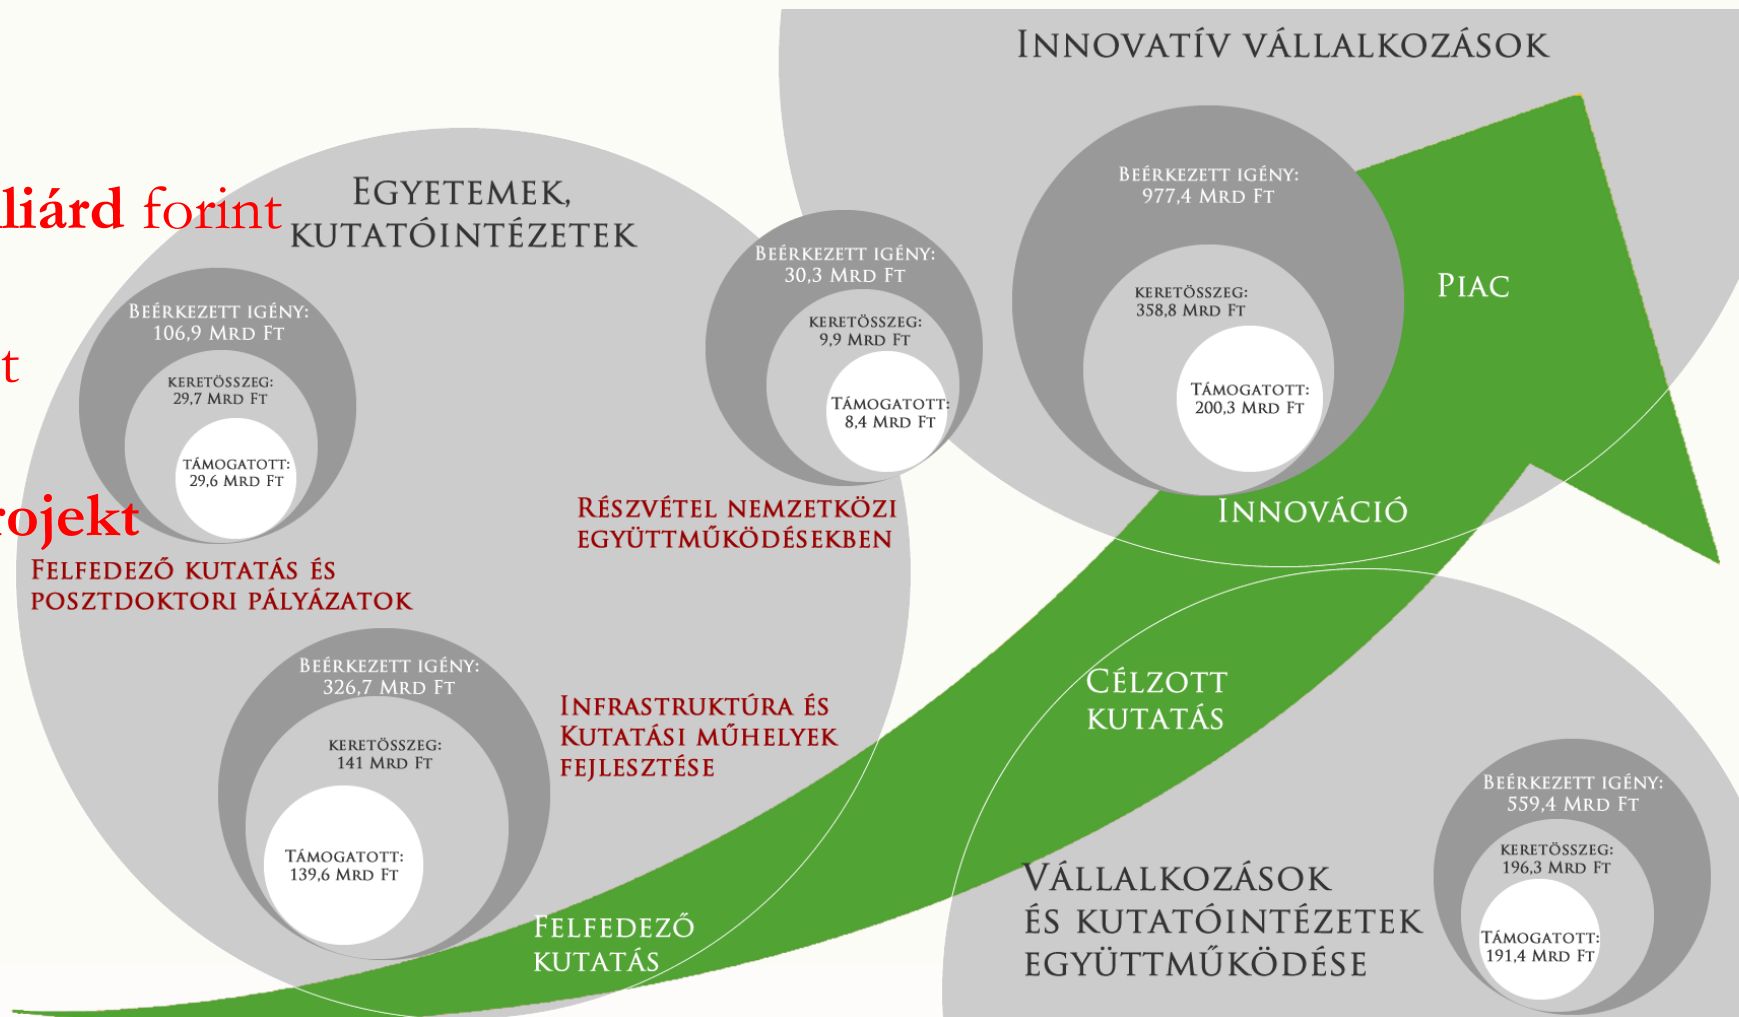 Innovatív vállalkozások
Beérkezett igény:
977,4 Mrd Ft
keretösszeg:
358,8 Mrd Ft
Támogatott:
200,3 Mrd Ft
Piac
Innováció
Egyetemek,
kutatóintézetek
forint
Beérkezett igény:
106,9 Mrd Ft
keretösszeg:
29,7 Mrd Ft
támogatott:
29,6 Mrd Ft
Felfedező kutatás és
posztdoktori pályázatok
Beérkezett igény:
30,3 Mrd Ft
keretösszeg:
9,9 Mrd Ft
Támogatott:
8,4 Mrd Ft
Részvétel nemzetközi
együttműködésekben
Beérkezett igény:
326,7 Mrd Ft
keretösszeg:
141 Mrd Ft
Támogatott:
139,6 Mrd Ft
Infrastruktúra és
Kutatási műhelyek
fejlesztése
Felfedező
kutatás
Célzott
kutatás
Vállalkozások
és kutatóintézetek
együttműködése
Beérkezett igény:
559,4 Mrd Ft
keretösszeg:
196,3 Mrd Ft
Támogatott:
191,4 Mrd Ft